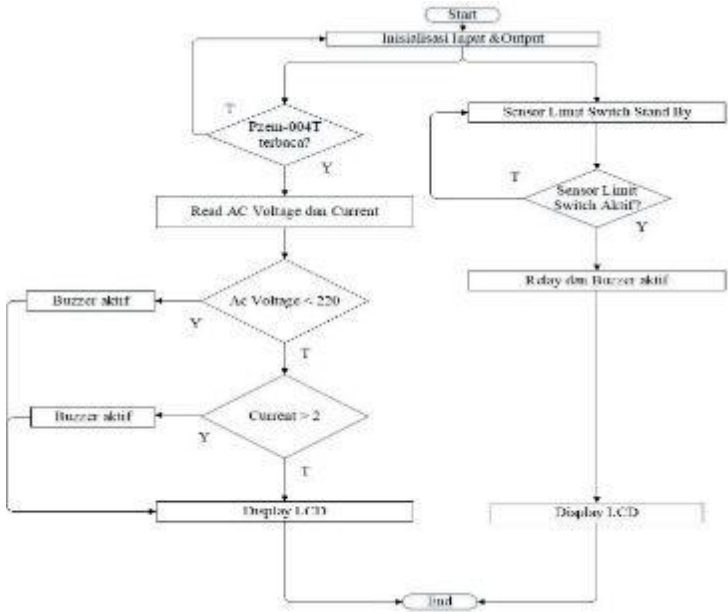 Start
Inisialisasi Input &Output
T
Pzem-004T
terbaca?
Y
Sensor Limit Switch Stand By
T
Sensor Limit
Switch Aktif?
Y
Read AC Voltage dan Current
Relay dan Buzzer aktif
Buzzer aktif
Ac Voltage < 220
Y
T
Buzzer aktif
Current > 2
Y
T
Display LCD
Display LCD
End